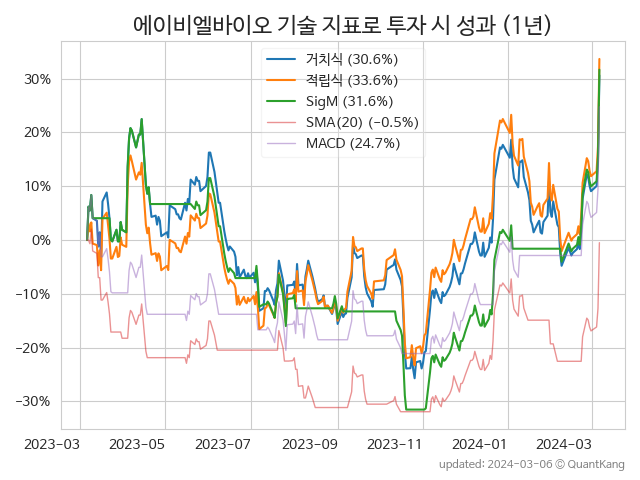 에이비엘바이오 기술 지표로 투자 시 성과 (1년)
거치식 (30.6%)
적립식 (33.6%)
SigM (31.6%)
SMA(20) (−0.5%)
MACD (24.7%)
30%
20%
10%
0%
−10%
−20%
−30%
2023−03 2023−05 2023−07 2023−09 2023−11 2024−01 2024−03
updated: 2024-03-06 ⓒ QuantKang